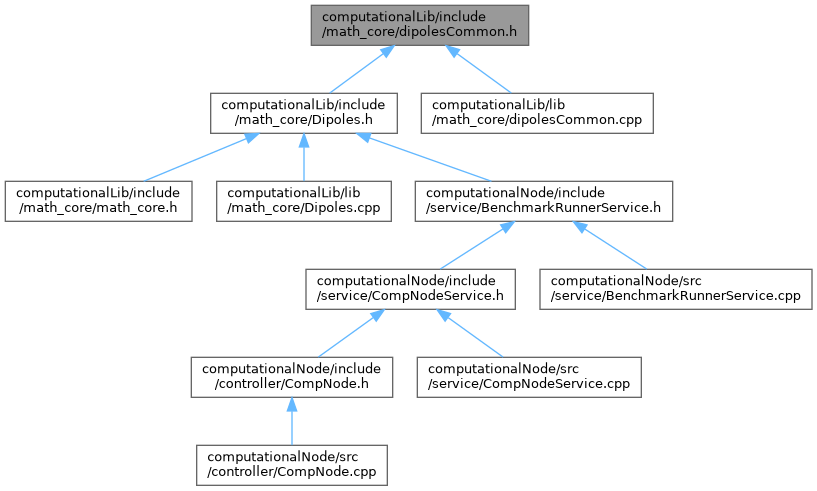 computationalLib/include
/math_core/dipolesCommon.h
computationalLib/include
/math_core/Dipoles.h
computationalLib/lib
/math_core/dipolesCommon.cpp
computationalLib/include
/math_core/math_core.h
computationalLib/lib
/math_core/Dipoles.cpp
computationalNode/include
/service/BenchmarkRunnerService.h
computationalNode/include
/service/CompNodeService.h
computationalNode/src
/service/BenchmarkRunnerService.cpp
computationalNode/include
/controller/CompNode.h
computationalNode/src
/service/CompNodeService.cpp
computationalNode/src
/controller/CompNode.cpp